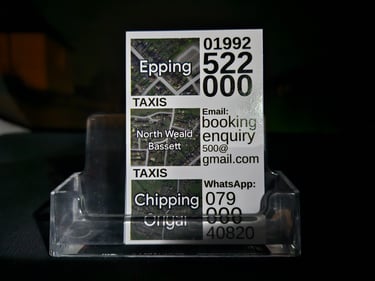 Epping
01992
522
000
TAXIS
North Weald
Bassett
Email:
booking
enquiry
500@
gmail.com
TAXIS
Chipping
Ongar
WhatsApp:
079
000
40820